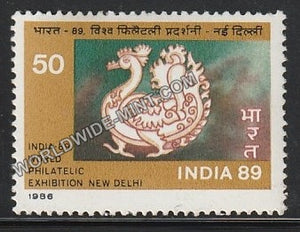 भारत - 89, विश्व फिलैटली प्रदर्शनी - नई दिल्ली
50
भारत
INDIA 89
WORLD
PHILATELIC
EXHIBITION NEW DELHI
INDIA 89
1986
WORLDWIDE-MINT.COM